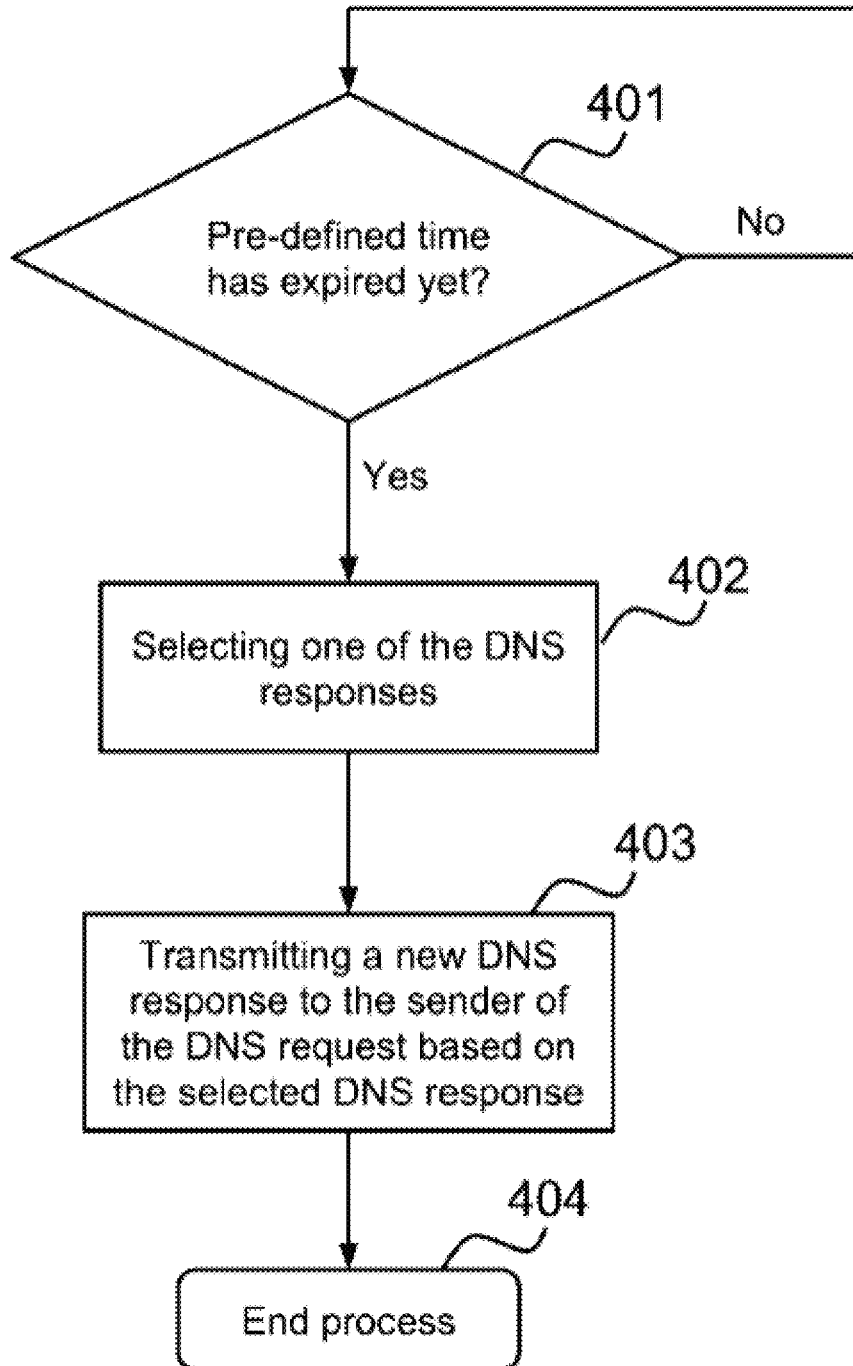 401
Pre-defined time
has expired yet?
No
Yes
402
Selecting one of the DNS
responses
403
Transmitting a new DNS
response to the sender of
the DNS request based on
the selected DNS response
404
End process